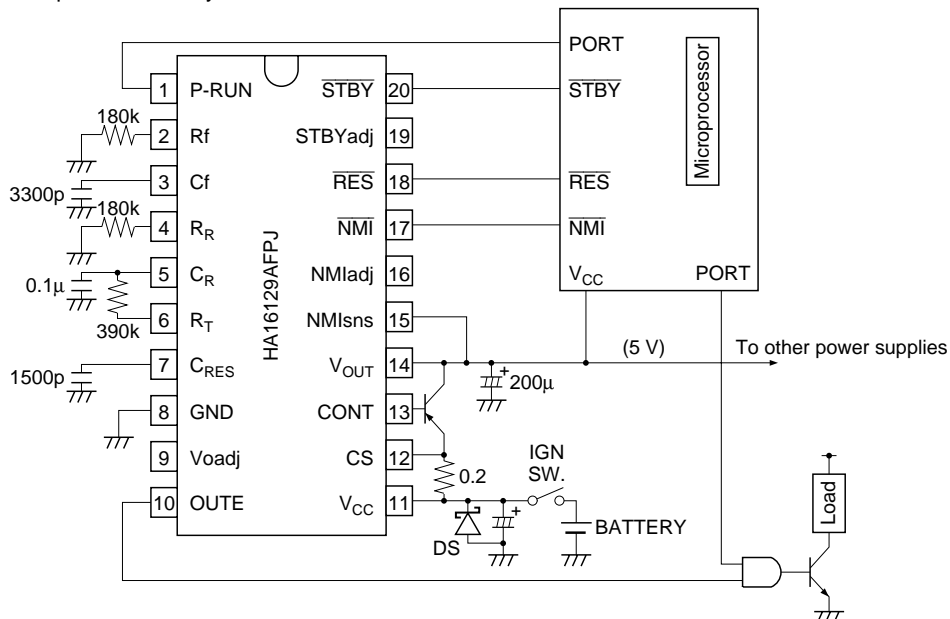 PORT
STBY
RES
NMI
VCC
PORT
Microprocessor
HA16129AFPJ
1 P-RUN
2 Rf
3 Cf
4 RR
5 CR
6 RT
7 CRES
8 GND
9 Voadj
10 OUTE
STBY 20
STBYadj 19
RES 18
NMI 17
NMIadj 16
NMIsns 15
VOUT 14
CONT 13
CS 12
VCC 11
180k
3300p
180k
0.1μ
390k
1500p
+
200μ
(5 V)
To other power supplies
0.2
IGN
SW.
+
DS
BATTERY
Load